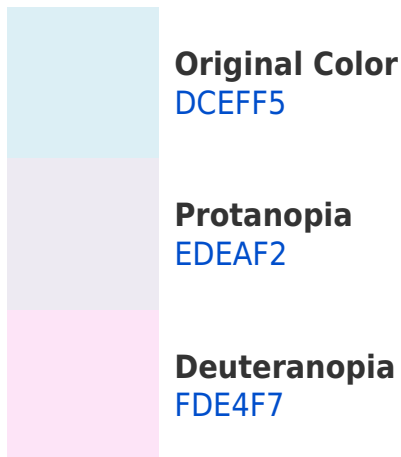 Original Color
DCEFF5
Protanopia
EDEAF2
Deuteranopia
FDE4F7